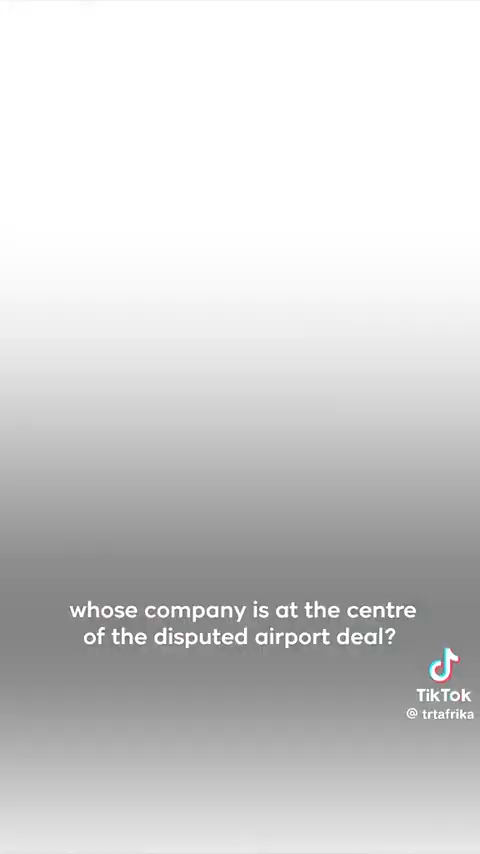 whose company is at the centre
of the disputed airport deal?
TikTok
@ trtafrika